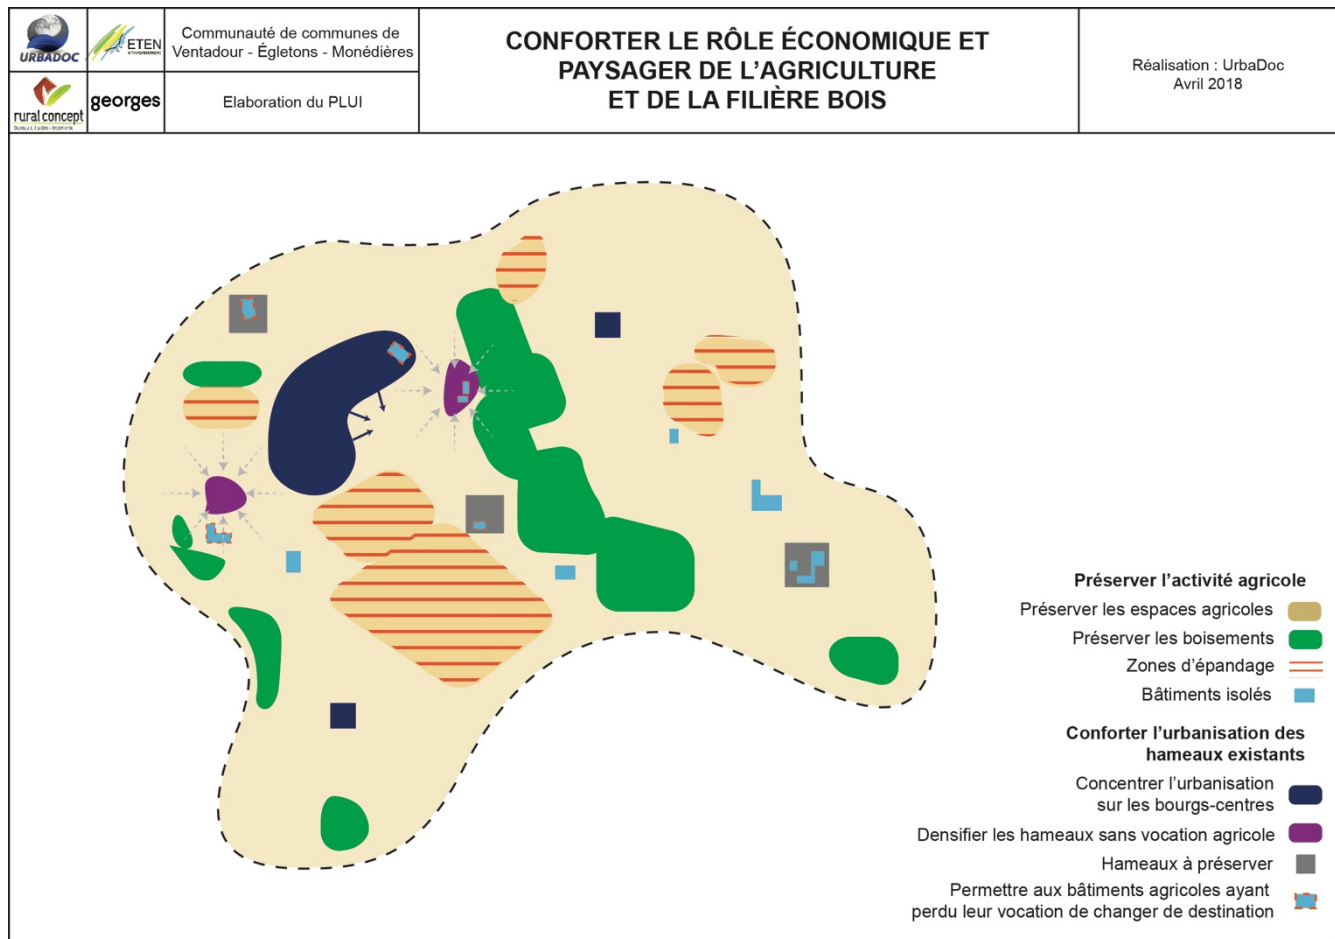 URBADOC
ETEN
environnement
Communauté de communes de
Ventadour - Égletons - Monédières
rural concept
georges
Elaboration du PLUI
CONFORTER LE RÔLE ÉCONOMIQUE ET
PAYSAGER DE L'AGRICULTURE
ET DE LA FILIÈRE BOIS
Réalisation : UrbaDoc
Avril 2018
Préserver l'activité agricole
Préserver les espaces agricoles
Préserver les boisements
Zones d'épandage
Bâtiments isolés
Conforter l'urbanisation des
hameaux existants
Concentrer l'urbanisation
sur les bourgs-centres
Densifier les hameaux sans vocation agricole
Hameaux à préserver
Permettre aux bâtiments agricoles ayant
perdu leur vocation de changer de destination